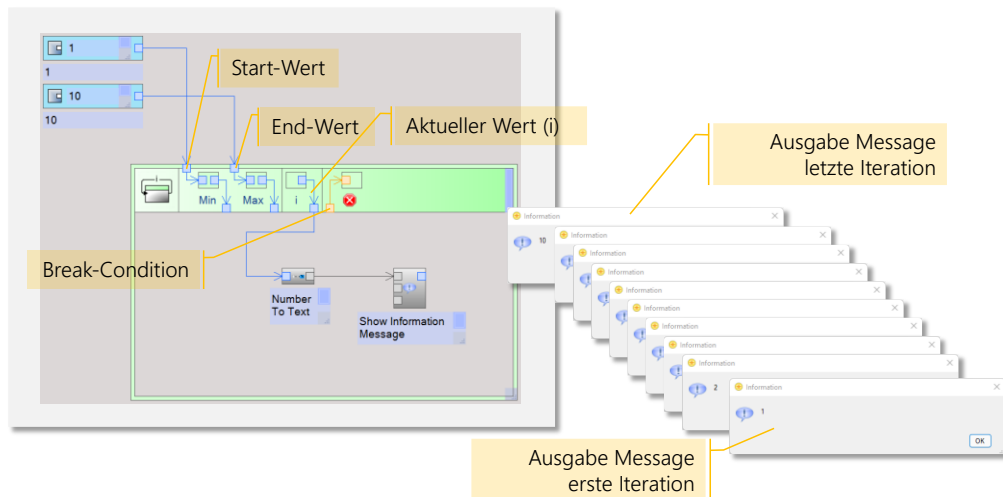 1
1
10
10
Start-Wert
End-Wert
Aktueller Wert (i)
i
Min
Max
i
Break-Condition
Number
To Text
Show Information
Message
Ausgabe Message
letzte Iteration
Information
10
Information
Information
Information
Information
Information
Information
Information
Information
2
Information
1
OK
Ausgabe Message
erste Iteration